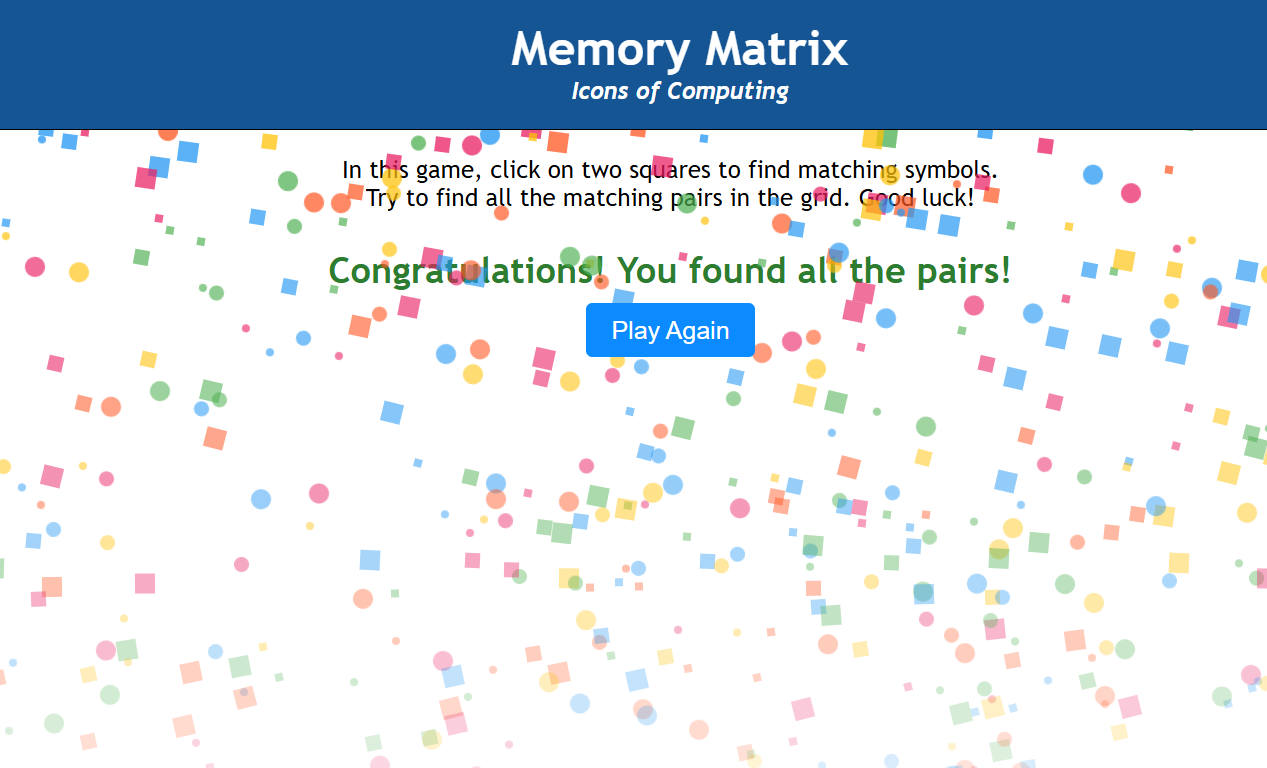 Memory Matrix
Icons of Computing
In this game, click on two squares to find matching symbols.
Try to find all the matching pairs in the grid. Good luck!
Congratulations! You found all the pairs!
Play Again